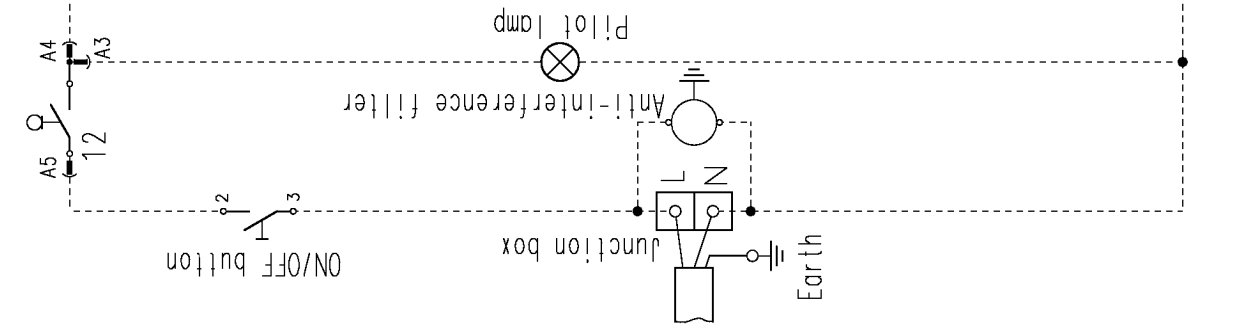 Pilot lamp
A4
A3
Anti-interference filter
12
A5
L
N
2
3
Junction box
ON/OFF button
Earth